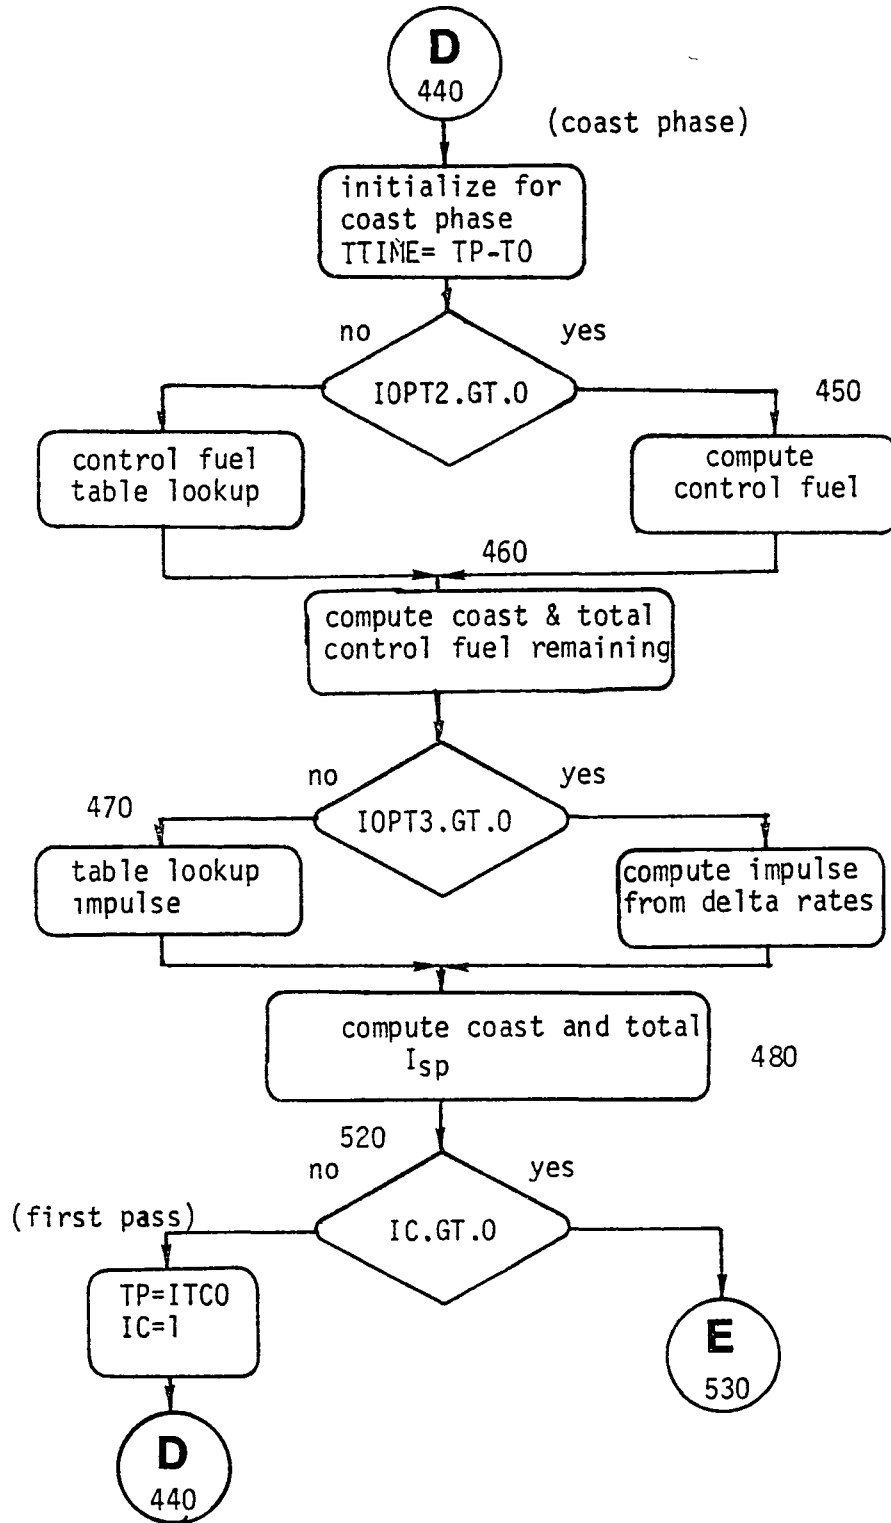 D
440
(coast phase)
initialize for
coast phase
TTIME= TP-TO
no
yes
IOPT2.GT.0
450
control fuel
table lookup
compute
control fuel
460
compute coast & total
control fuel remaining
no
yes
470
IOPT3.GT.0
table lookup
impulse
compute impulse
from delta rates
compute coast and total
Isp
480
520
no
yes
(first pass)
IC.GT.0
TP=ITCO
IC=1
E
530
D
440